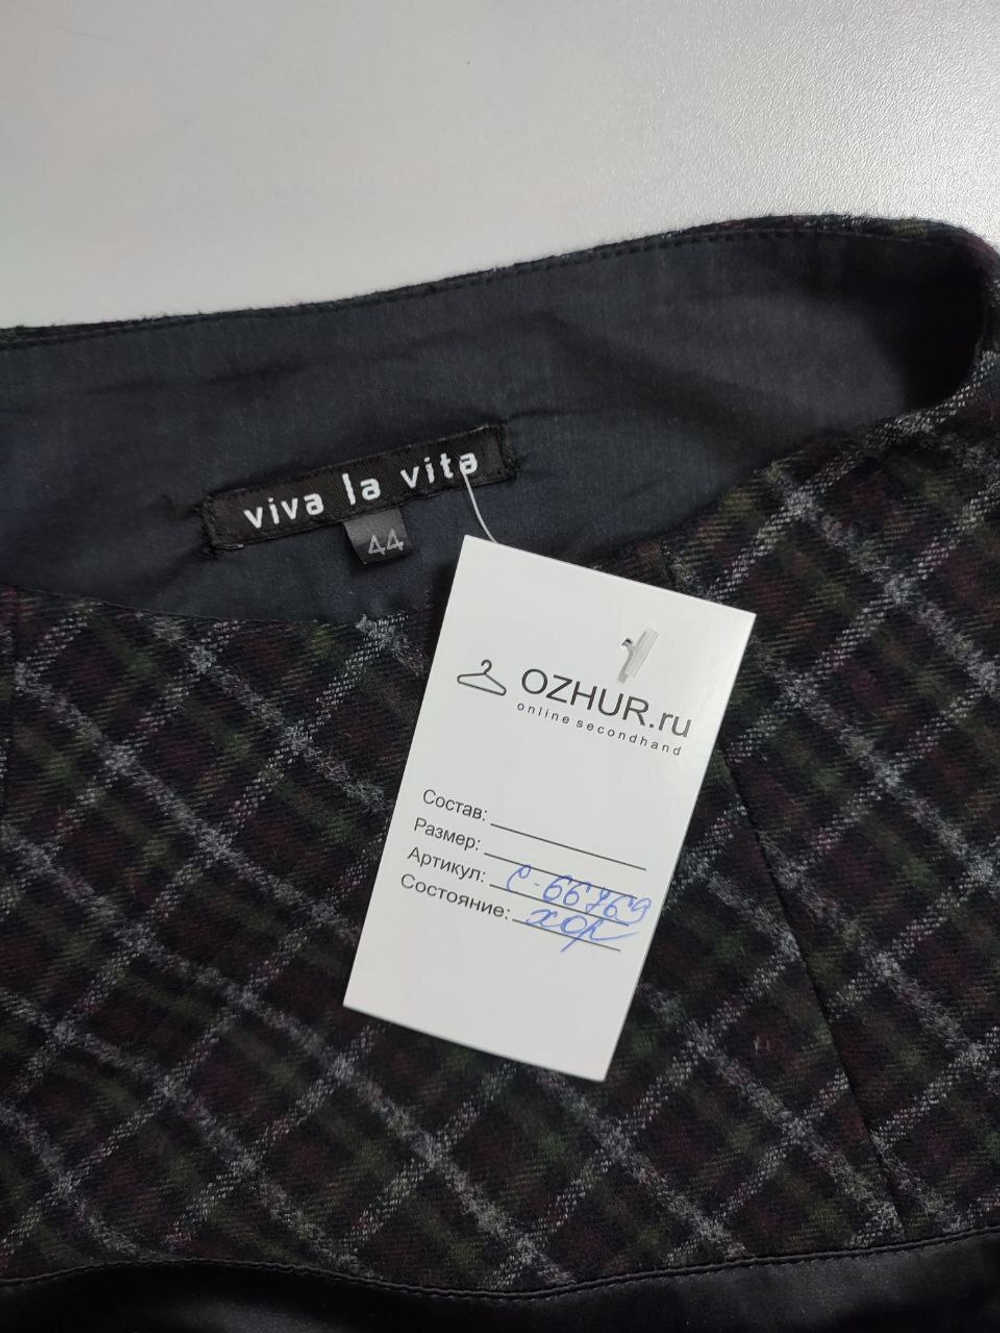 viva la vita
44
OZHUR.ru
online secondhand
Состав:
Размер:
Артикул: С-66769
Состояние: хор